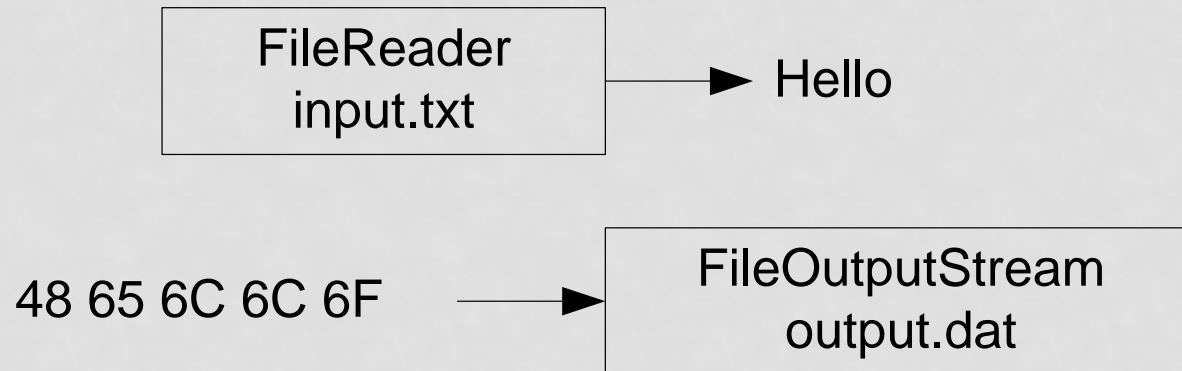 FileReader
input.txt
Hello
48 65 6C 6C 6F
FileOutputStream
output.dat